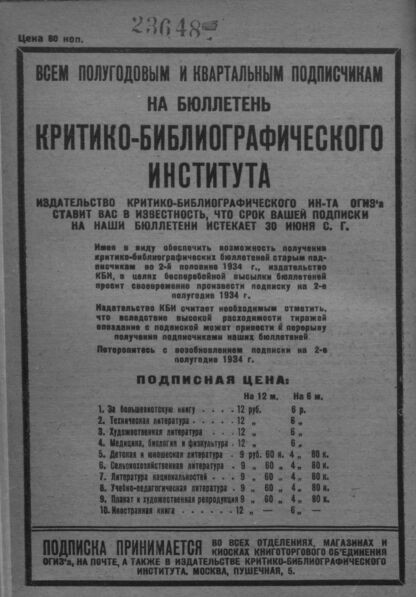 23648
Цена 80 коп.
ВСЕМ ПОЛУГОДОВЫМ И КВАРТАЛЬНЫМ ПОДПИСЧИКАМ
НА БЮЛЛЕТЕНЬ
КРИТИКО-БИБЛИОГРАФИЧЕСКОГО
ИНСТИТУТА
ИЗДАТЕЛЬСТВО КРИТИКО-БИБЛИОГРАФИЧЕСКОГО ИН-ТА ОГИЗ'а
СТАВИТ ВАС В ИЗВЕСТНОСТЬ, ЧТО СРОК ВАШЕЙ ПОДПИСКИ
НА НАШИ БЮЛЛЕТЕНИ ИСТЕКАЕТ 30 ИЮНЯ С. Г.
Имея в виду обеспечить возможность получения
критико-библиографических бюллетеней старым под-
писчикам во 2-й половине 1934 г., издательство
КБИ, в целях бесперебойной высылки бюллетеней
просит своевременно произвести подписку на 2-е
полугодие 1934 г.
Издательство КБИ считает необходимым отметить,
что вследствие высокой расходимости тиражей
опоздание с подпиской может привести к перерыву
получения подписчиками наших бюллетеней.
Поторопитесь с возобновлением подписки на 2-е
полугодие 1934 г.
ПОДПИСНАЯ ЦЕНА:
На 12 м. На 6 м.
1. За большевистскую книгу . . . . 12 руб. 6 р.
2. Техническая литература . . . . 12 „ 6 „
3. Художественная литература . . . 12 „ 6 „
4. Медицина, биология и физкультура . 12 „ 6 „
5. Детская и юношеская литература . 9 руб. 60 к. 4 „ 80 к.
6. Сельскохозяйственная литература . 9 „ 60 „ 4 „ 80 к.
7. Литература национальностей . . . 9 „ 60 „ 4 „ 80 к.
8. Учебно-педагогическая литература . 9 „ 60 „ 4 „ 80 к.
9. Плакат и художественная репродукция 9 „ 60 „ 4 „ 80 к.
10. Иностранная книга . . . . . . 12 „ — 6 „ —
ПОДПИСКА ПРИНИМАЕТСЯ ВО ВСЕХ ОТДЕЛЕНИЯХ, МАГАЗИНАХ И
КИОСКАХ КНИГОТОРГОВОГО ОБ'ЕДИНЕНИЯ
ОГИЗ'а, НА ПОЧТЕ, А ТАКЖЕ В ИЗДАТЕЛЬСТВЕ КРИТИКО-БИБЛИОГРАФИЧЕСКОГО
ИНСТИТУТА. МОСКВА, ПУШЕЧНАЯ, 5.